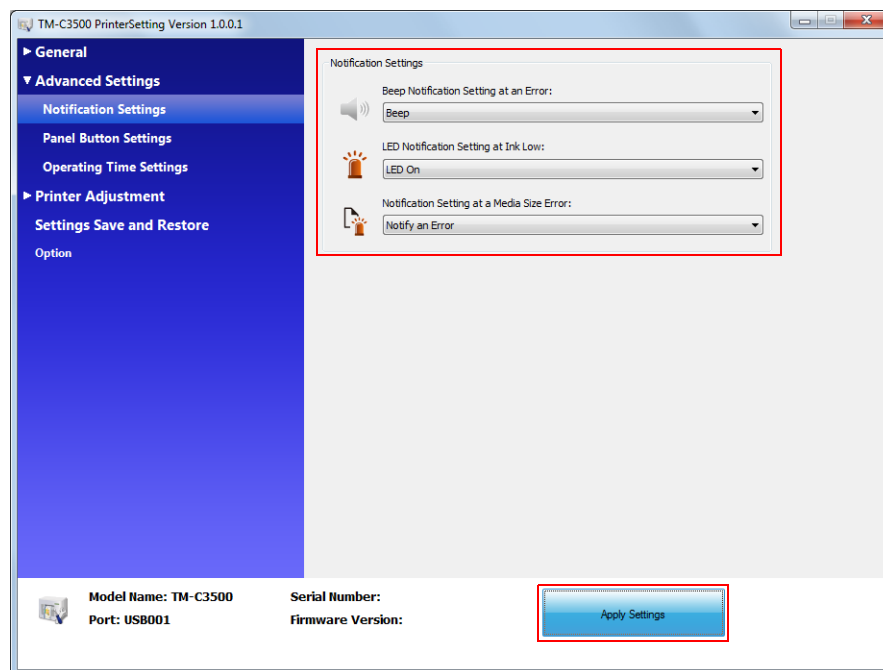 TM-C3500 PrinterSetting Version 1.0.0.1
General
Advanced Settings
Notification Settings
Panel Button Settings
Operating Time Settings
Printer Adjustment
Settings Save and Restore
Option
Notification Settings
Beep Notification Setting at an Error:
Beep
LED Notification Setting at Ink Low:
LED On
Notification Setting at a Media Size Error:
Notify an Error
Model Name: TM-C3500
Port: USB001
Serial Number:
Firmware Version:
Apply Settings